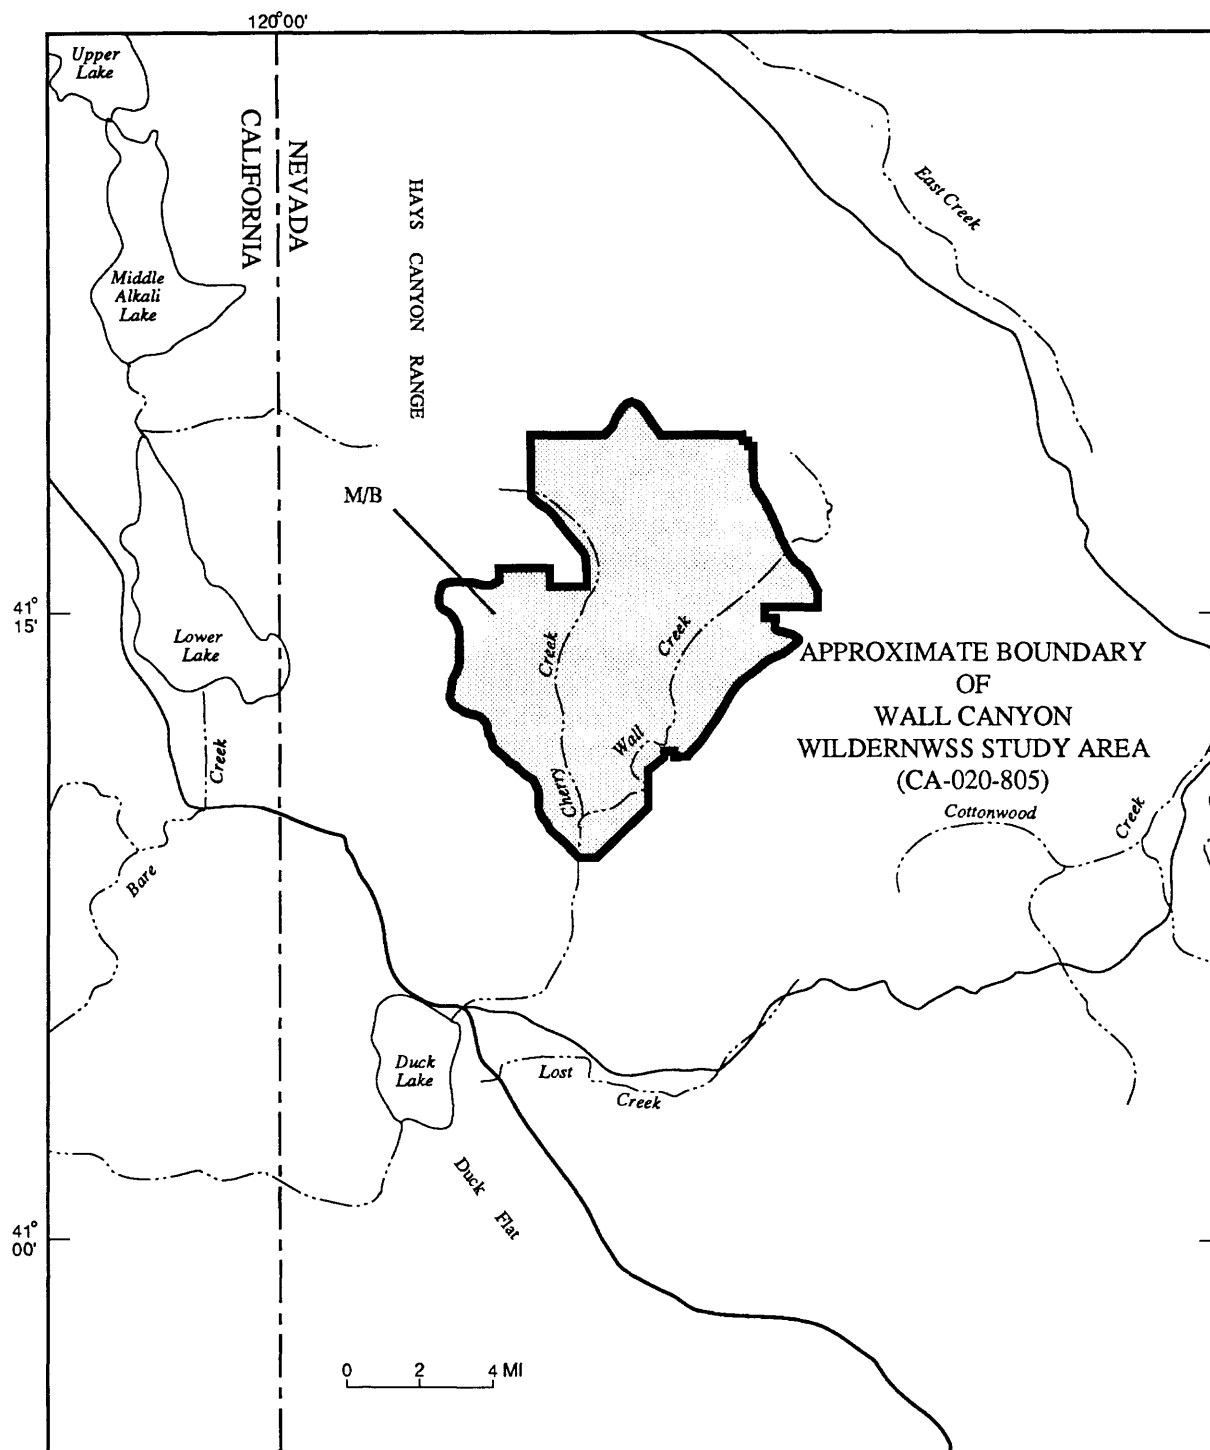 120°00'
Upper
Lake
CALIFORNIA
NEVADA
HAYS CANYON RANGE
East Creek
Middle
Alkali
Lake
M/B
41°
15'
Lower
Lake
Creek
Creek
Wall
Cherry
APPROXIMATE BOUNDARY
OF
WALL CANYON
WILDERNWSS STUDY AREA
(CA-020-805)
Creek
Bare
Cottonwood
Creek
Duck
Lake
Lost
Creek
Duck Flat
41°
00'
0 2 4 MI